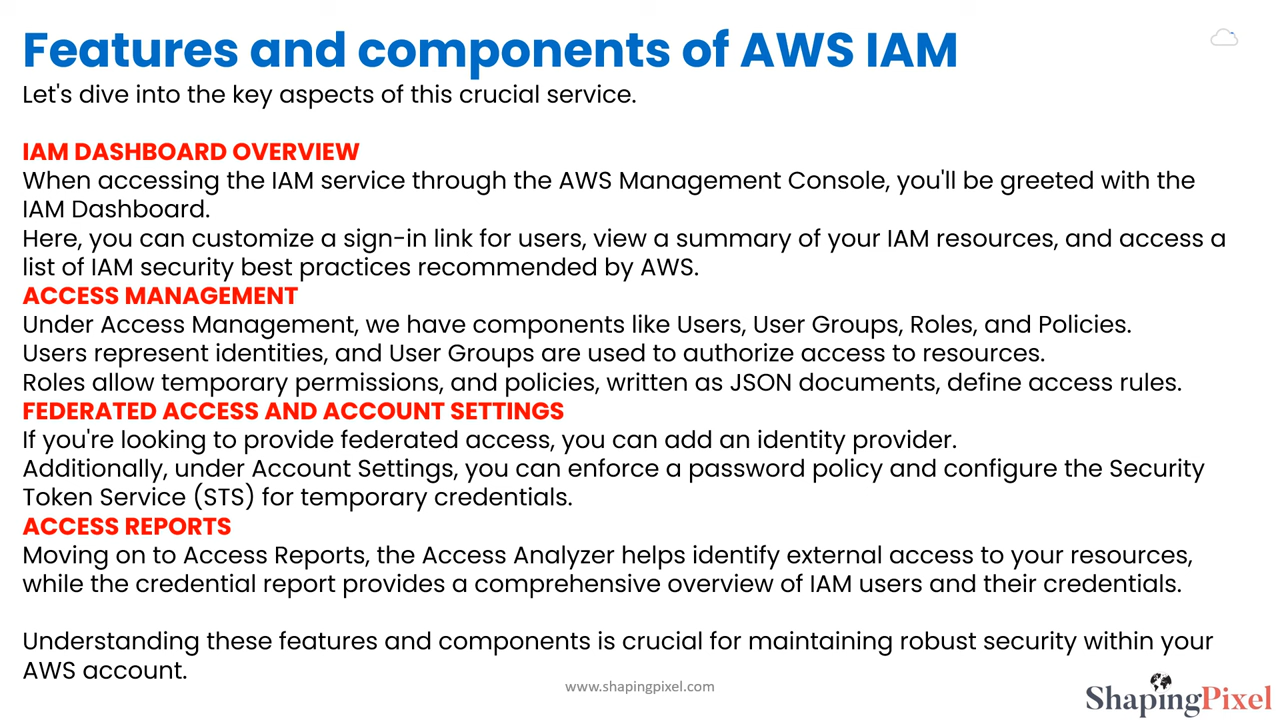 Features and components of AWS IAM
Let's dive into the key aspects of this crucial service.
IAM DASHBOARD OVERVIEW
When accessing the IAM service through the AWS Management Console, you'll be greeted with the
IAM Dashboard.
Here, you can customize a sign-in link for users, view a summary of your IAM resources, and access a
list of IAM security best practices recommended by AWS.
ACCESS MANAGEMENT
Under Access Management, we have components like Users, User Groups, Roles, and Policies.
Users represent identities, and User Groups are used to authorize access to resources.
Roles allow temporary permissions, and policies, written as JSON documents, define access rules.
FEDERATED ACCESS AND ACCOUNT SETTINGS
If you're looking to provide federated access, you can add an identity provider.
Additionally, under Account Settings, you can enforce a password policy and configure the Security
Token Service (STS) for temporary credentials.
ACCESS REPORTS
Moving on to Access Reports, the Access Analyzer helps identify external access to your resources,
while the credential report provides a comprehensive overview of IAM users and their credentials.
Understanding these features and components is crucial for maintaining robust security within your
AWS account.
www.shapingpixel.com
ShapingPixel